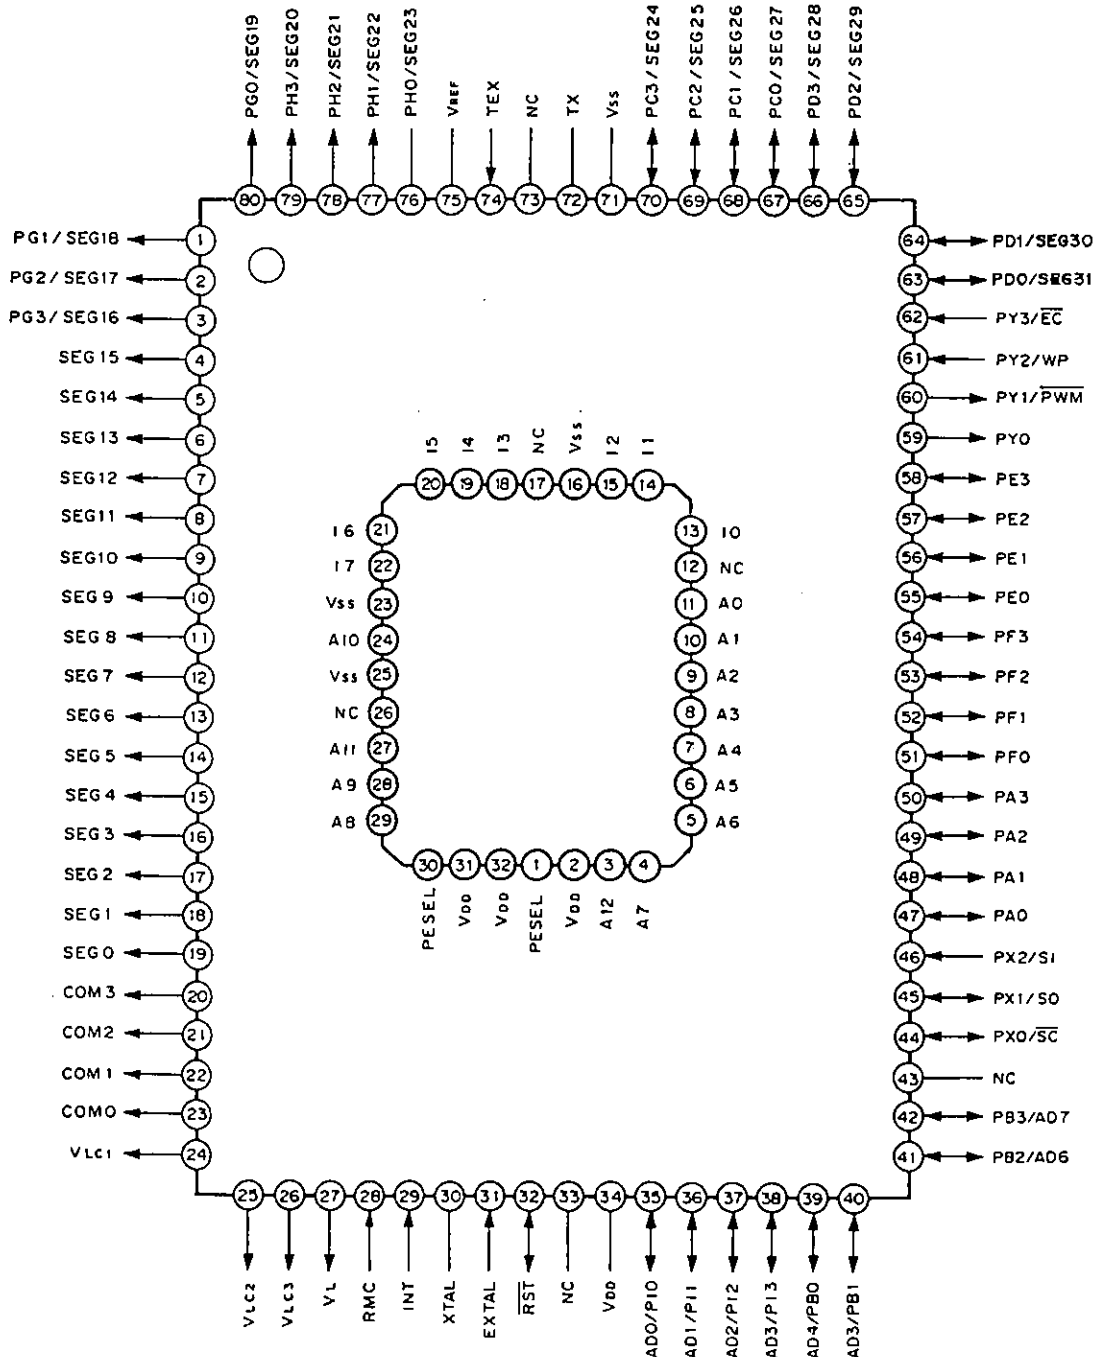 PG0/SEG19
PH3/SEG20
PH2/SEG21
PH1/SEG22
PH0/SEG23
VREF
TEX
NC
TX
VSS
PC3/SEG24
PC2/SEG25
PC1/SEG26
PC0/SEG27
PD3/SEG28
PD2/SEG29
80 79 78 77 76 75 74 73 72 71 70 69 68 67 66 65
PG1/SEG18 1
PG2/SEG17 2
PG3/SEG16 3
SEG15 4
SEG14 5
SEG13 6
SEG12 7
SEG11 8
SEG10 9
SEG9 10
SEG8 11
SEG7 12
SEG6 13
SEG5 14
SEG4 15
SEG3 16
SEG2 17
SEG1 18
SEG0 19
COM3 20
COM2 21
COM1 22
COM0 23
VLC1 24
64 PD1/SEG30
63 PD0/SEG31
62 PY3/E̅C̅
61 PY2/WP
60 PY1/P̅W̅M̅
59 PY0
58 PE3
57 PE2
56 PE1
55 PE0
54 PF3
53 PF2
52 PF1
51 PF0
50 PA3
49 PA2
48 PA1
47 PA0
46 PX2/SI
45 PX1/SO
44 PX0/S̅C̅
43 NC
42 PB3/AD7
41 PB2/AD6
I5 I4 I3 NC VSS I2 I1
20 19 18 17 16 15 14
I6 21
I7 22
VSS 23
A10 24
VSS 25
NC 26
A11 27
A9 28
A8 29
13 I0
12 NC
11 A0
10 A1
9 A2
8 A3
7 A4
6 A5
5 A6
30 31 32 1 2 3 4
PESEL VDD VDD PESEL VDD A12 A7
25 26 27 28 29 30 31 32 33 34 35 36 37 38 39 40
VLC2
VLC3
VL
RMC
INT
XTAL
EXTAL
R̅S̅T̅
NC
VDD
AD0/PI0
AD1/PI1
AD2/PI2
AD3/PI3
AD4/PB0
AD3/PB1